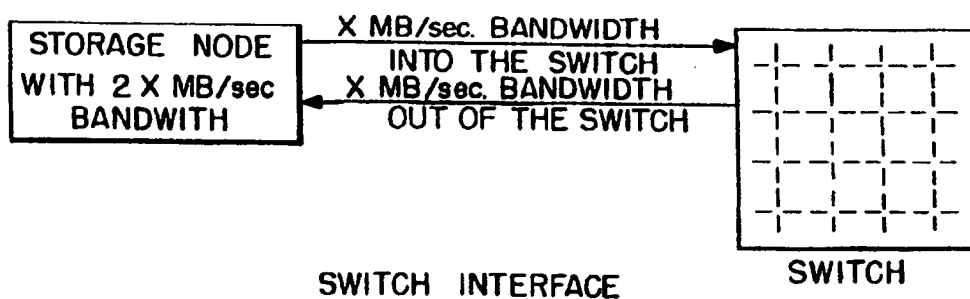 STORAGE NODE
WITH 2 X MB/sec
BANDWITH
X MB/sec. BANDWIDTH
INTO THE SWITCH
X MB/sec. BANDWIDTH
OUT OF THE SWITCH
SWITCH
SWITCH INTERFACE